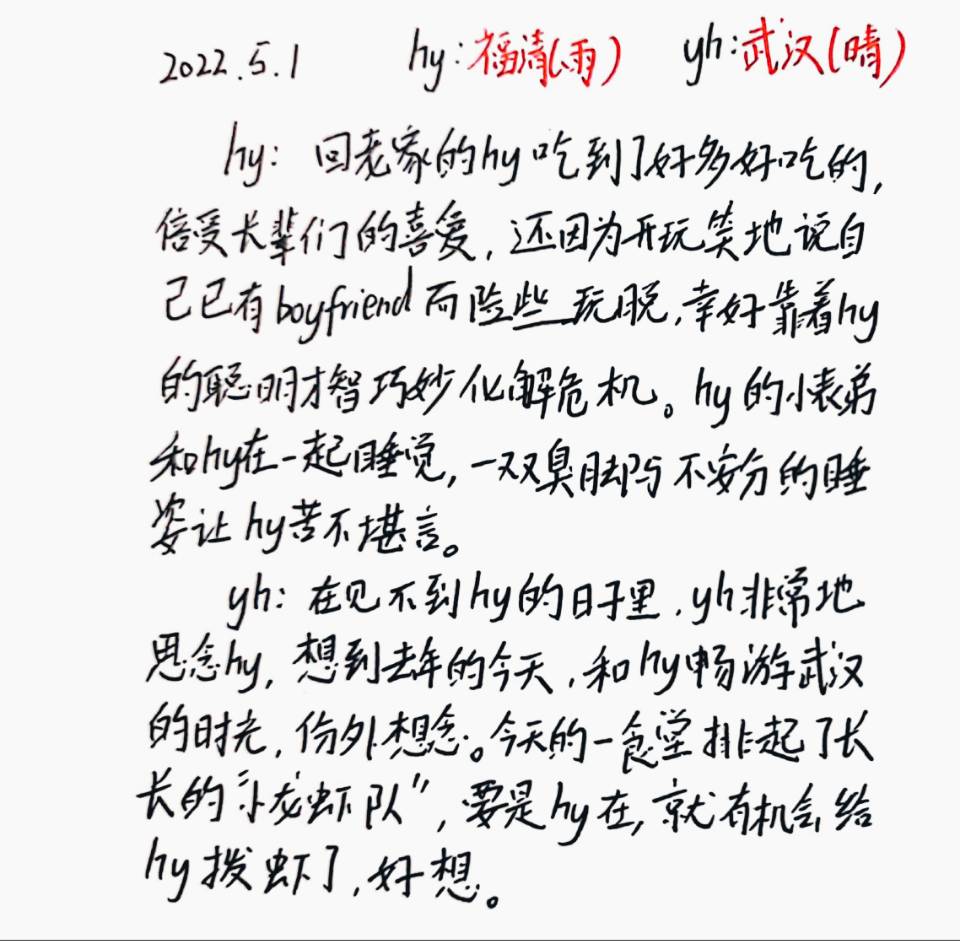 2022.5.1 hy:福清(雨) yh:武汉(晴)
hy: 回老家的hy吃到了好多好吃的,
倍受长辈们的喜爱,还因为开玩笑地说自
己已有boyfriend而险些玩脱,幸好靠着hy
的聪明才智巧妙化解危机。hy的小表弟
和hy在一起睡觉,一双臭脚与不安分的睡
姿让hy苦不堪言。
yh: 在见不到hy的日子里,yh非常地
思念hy,想到去年的今天,和hy畅游武汉
的时光,份外想念。今天的一食堂排起了长
长的“小龙虾队”,要是hy在,就有机会给
hy拨虾了,好想。